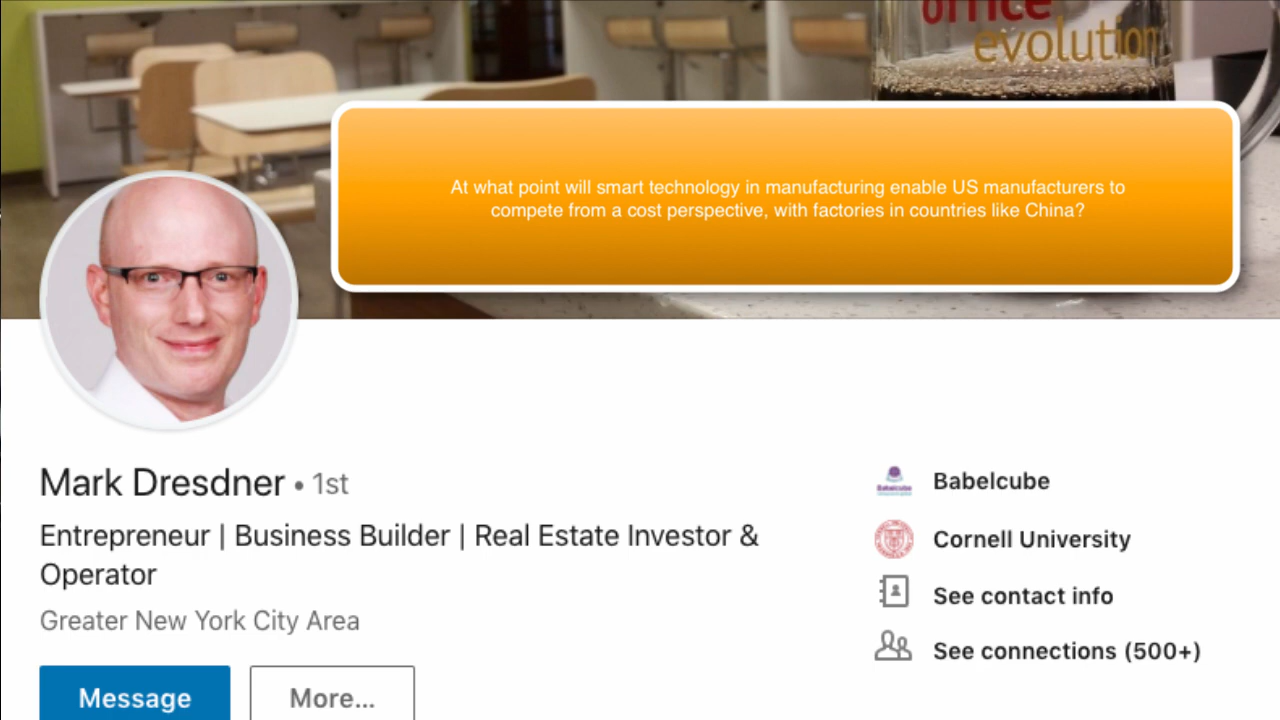 office
evolution
At what point will smart technology in manufacturing enable US manufacturers to
compete from a cost perspective, with factories in countries like China?
Mark Dresdner • 1st
Entrepreneur | Business Builder | Real Estate Investor &
Operator
Greater New York City Area
Message
More...
Babelcube
Cornell University
See contact info
See connections (500+)